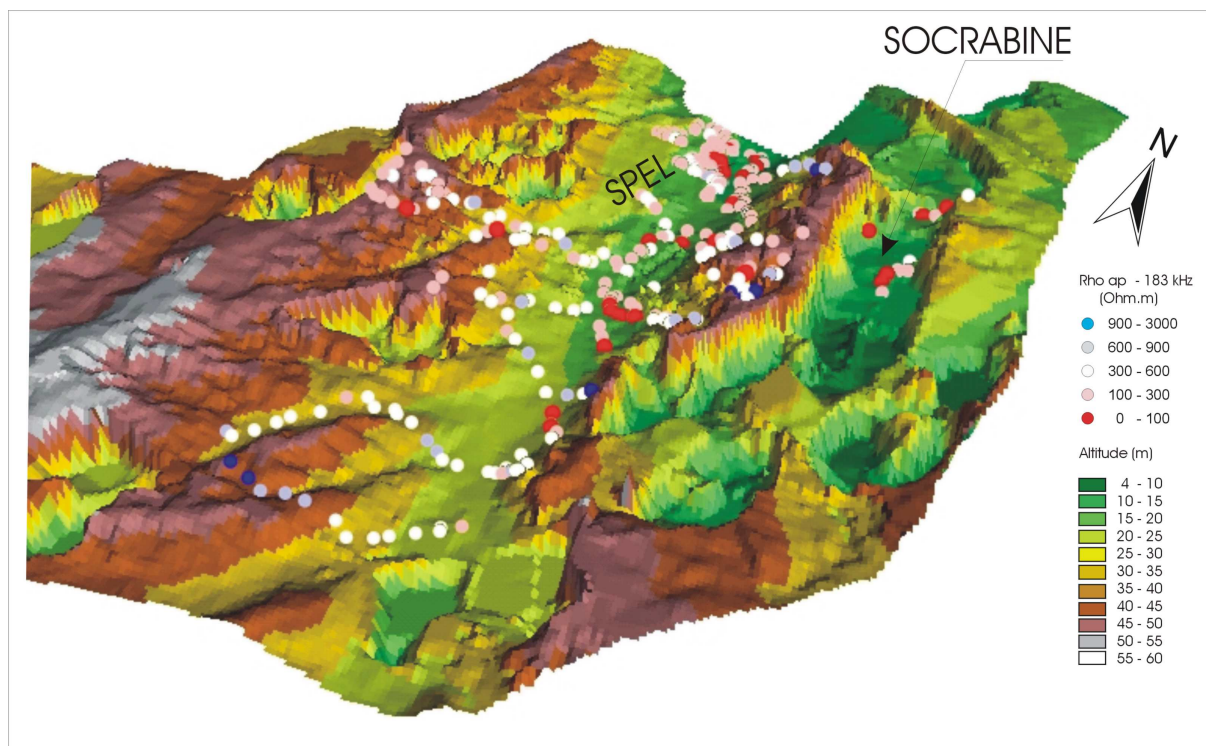 SOCRABINE
SPEL
N
Rho ap - 183 kHz
(Ohm.m)
900 - 3000
600 - 900
300 - 600
100 - 300
0 - 100
Altitude (m)
4 - 10
10 - 15
15 - 20
20 - 25
25 - 30
30 - 35
35 - 40
40 - 45
45 - 50
50 - 55
55 - 60